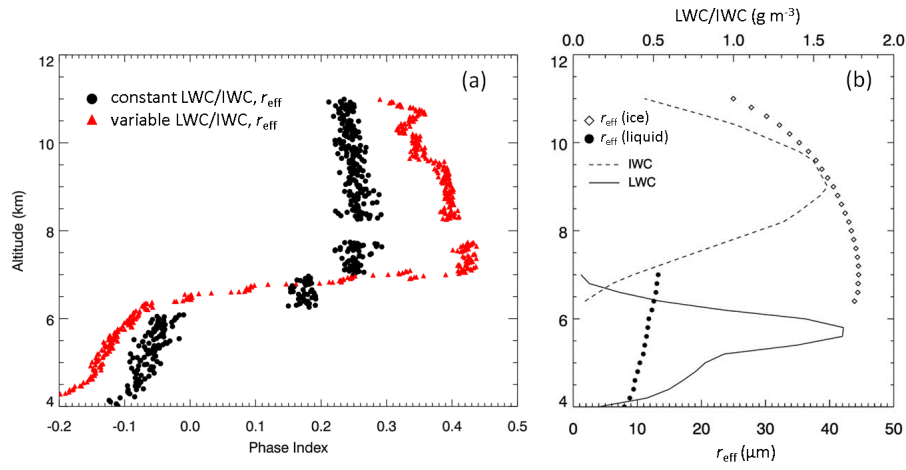 LWC/IWC (g m-3)
0.0 0.5 1.0 1.5 2.0
12
10
8
6
4
(a)
constant LWC/IWC, reff
variable LWC/IWC, reff
Altitude (km)
-0.2 -0.1 0.0 0.1 0.2 0.3 0.4 0.5
Phase Index
12
10
8
6
4
(b)
reff (ice)
reff (liquid)
IWC
LWC
0 10 20 30 40 50
reff (μm)